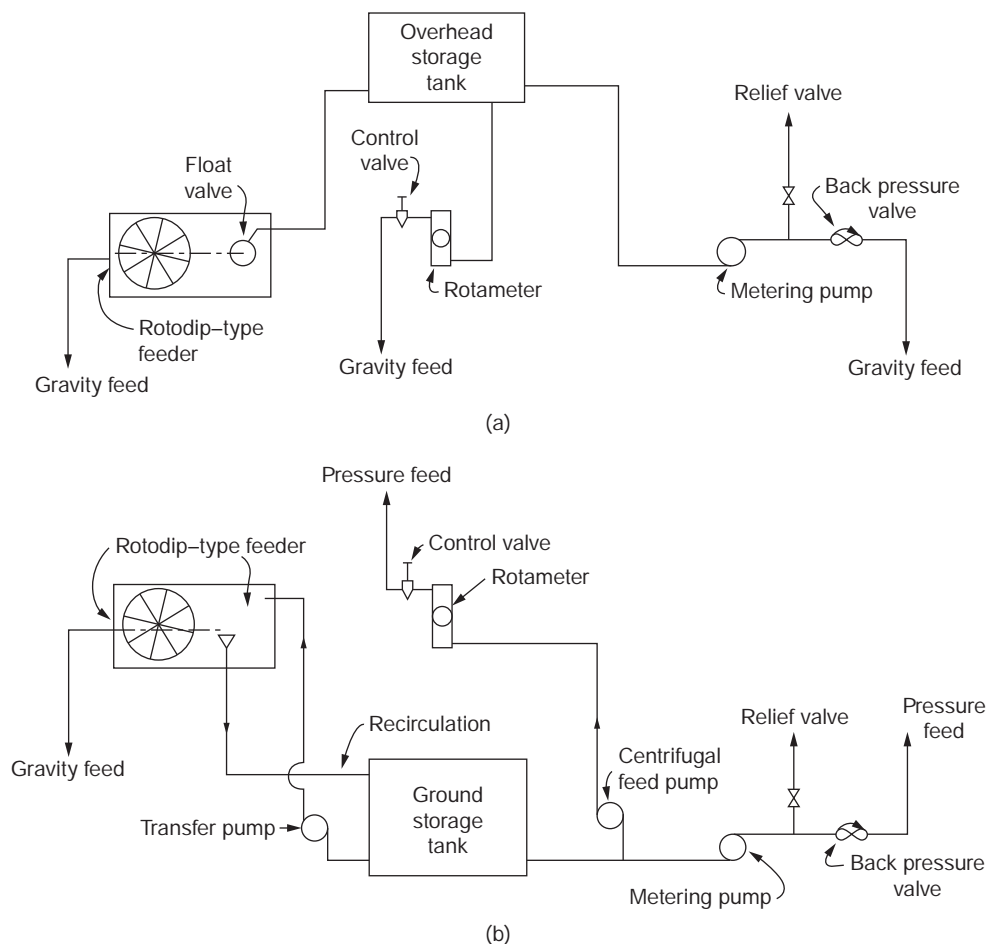 Overhead
storage
tank
Relief valve
Control
valve
Float
valve
Back pressure
valve
Rotameter
Metering pump
Rotodip–type
feeder
Gravity feed
Gravity feed
Gravity feed
(a)
Pressure feed
Rotodip–type feeder
Control valve
Rotameter
Recirculation
Relief valve
Pressure
feed
Gravity feed
Centrifugal
feed pump
Ground
storage
tank
Transfer pump
Metering pump
Back pressure
valve
(b)